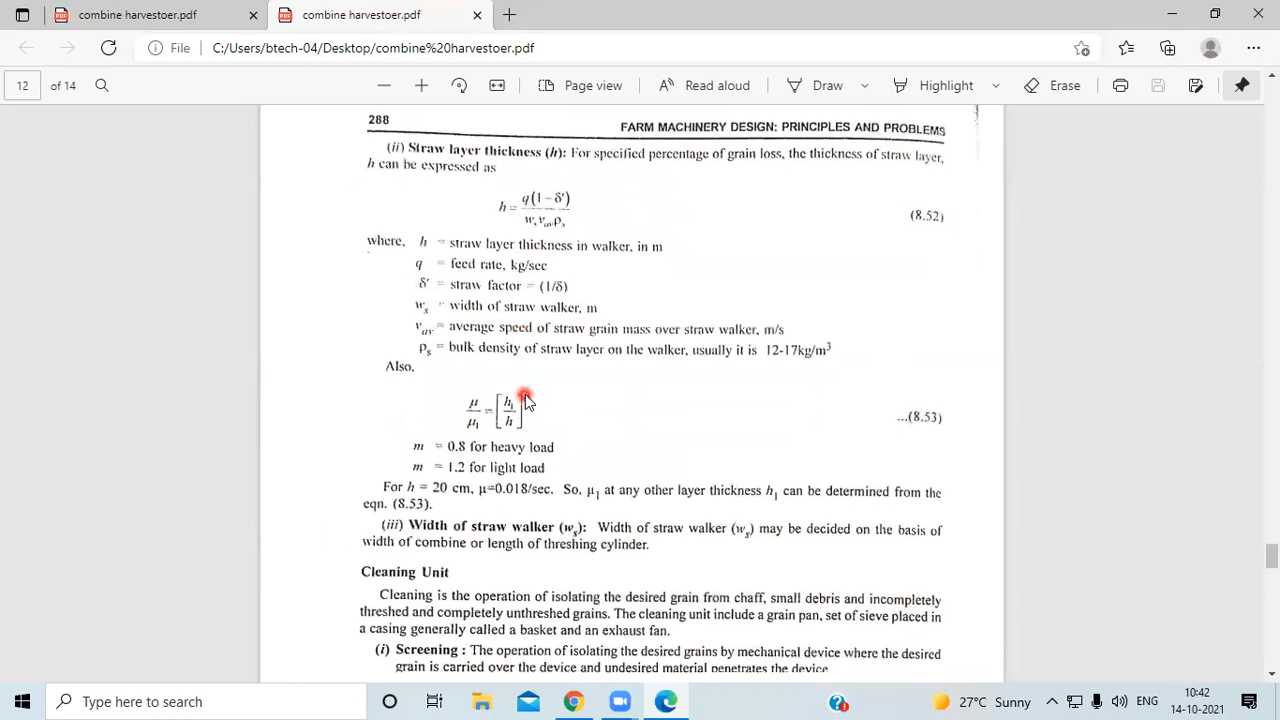 combine harvestoer.pdf
combine harvestoer.pdf
File C:/Users/btech-04/Desktop/combine%20harvestoer.pdf
12 of 14 Page view Read aloud Draw Highlight Erase
288 FARM MACHINERY DESIGN: PRINCIPLES AND PROBLEMS
(ii) Straw layer thickness (h): For specified percentage of grain loss, the thickness of straw layer,
h can be expressed as
h = q(1 – δ′) / wₛvₐᵥρₛ (8.52)
where, h = straw layer thickness in walker, in m
q = feed rate, kg/sec
δ′ = straw factor = (1/δ)
wₛ = width of straw walker, m
vₐᵥ = average speed of straw grain mass over straw walker, m/s
ρₛ = bulk density of straw layer on the walker, usually it is 12-17kg/m³
Also,
μ/μ₁ = [h₁/h] ...(8.53)
m = 0.8 for heavy load
m = 1.2 for light load
For h = 20 cm, μ=0.018/sec. So, μ₁ at any other layer thickness h₁ can be determined from the
eqn. (8.53).
(iii) Width of straw walker (wₛ): Width of straw walker (wₛ) may be decided on the basis of
width of combine or length of threshing cylinder.
Cleaning Unit
Cleaning is the operation of isolating the desired grain from chaff, small debris and incompletely
threshed and completely unthreshed grains. The cleaning unit include a grain pan, set of sieve placed in
a casing generally called a basket and an exhaust fan.
(i) Screening : The operation of isolating the desired grains by mechanical device where the desired
grain is carried over the device and undesired material penetrates the device
Type here to search
27°C Sunny
10:42
14-10-2021